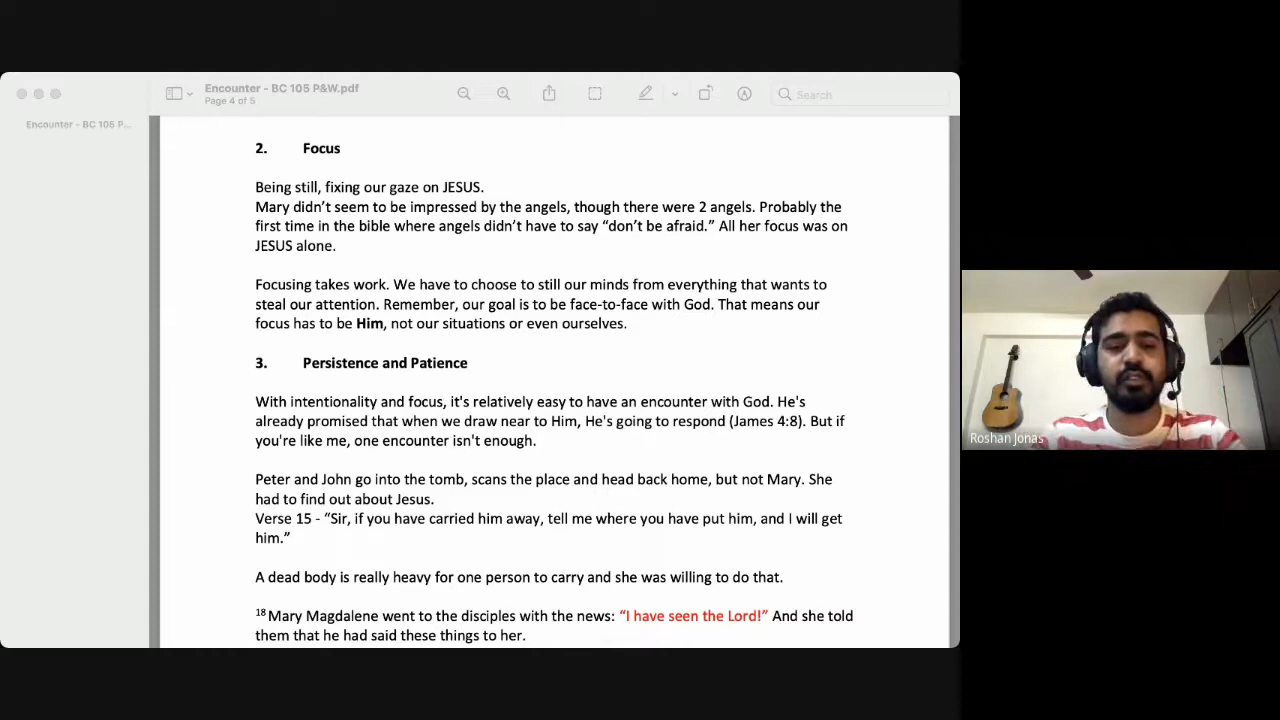 Encounter - BC 105 P&W.pdf
Page 4 of 5
Search
Encounter - BC 105 P...
2. Focus
Being still, fixing our gaze on JESUS.
Mary didn’t seem to be impressed by the angels, though there were 2 angels. Probably the
first time in the bible where angels didn’t have to say “don’t be afraid.” All her focus was on
JESUS alone.
Focusing takes work. We have to choose to still our minds from everything that wants to
steal our attention. Remember, our goal is to be face-to-face with God. That means our
focus has to be Him, not our situations or even ourselves.
3. Persistence and Patience
With intentionality and focus, it's relatively easy to have an encounter with God. He's
already promised that when we draw near to Him, He's going to respond (James 4:8). But if
you're like me, one encounter isn't enough.
Peter and John go into the tomb, scans the place and head back home, but not Mary. She
had to find out about Jesus.
Verse 15 - “Sir, if you have carried him away, tell me where you have put him, and I will get
him.”
A dead body is really heavy for one person to carry and she was willing to do that.
18 Mary Magdalene went to the disciples with the news: “I have seen the Lord!” And she told
them that he had said these things to her.
Roshan Jonas